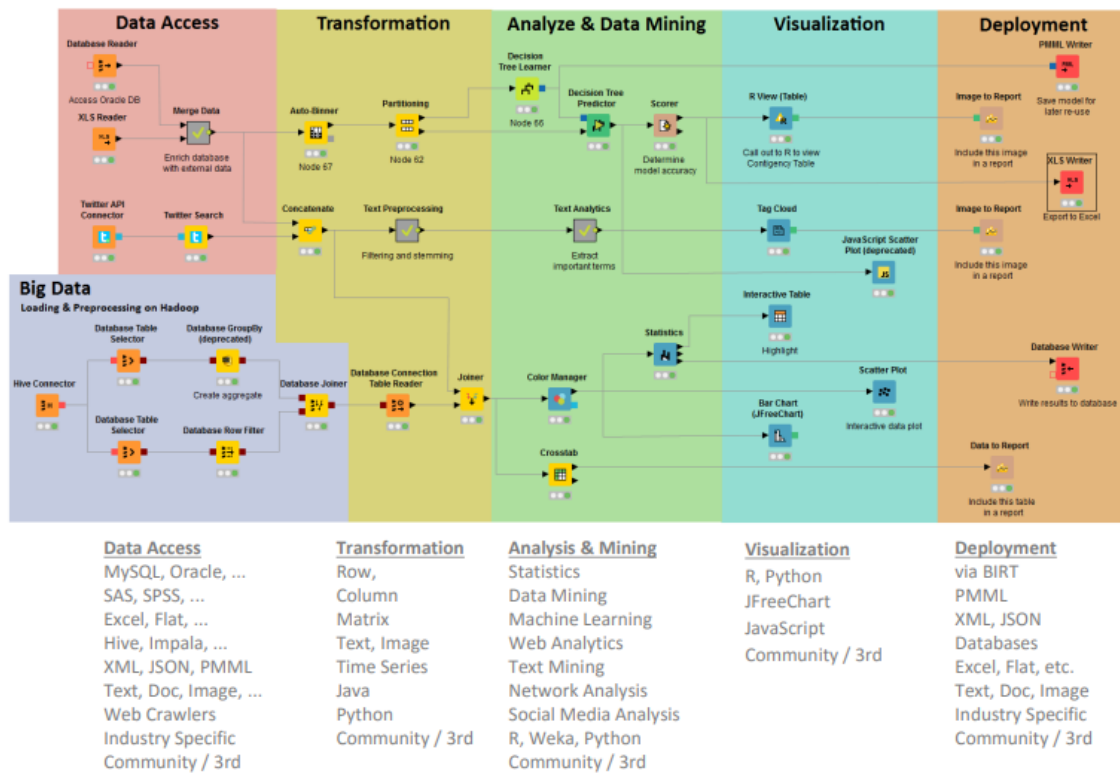 Data Access
Transformation
Analyze & Data Mining
Visualization
Deployment
Database Reader
Access Oracle DB
XLS Reader
XLS
Merge Data
Enrich database
with external data
Twitter API
Connector
Twitter Search
Auto-Binner
Node 67
Partitioning
Node 62
Concatenate
Text Preprocessing
Filtering and stemming
Decision
Tree Learner
Node 66
Decision Tree
Predictor
Scorer
Determine
model accuracy
Text Analytics
Extract
important terms
R View (Table)
Call out to R to view
Contigency Table
Tag Cloud
JavaScript Scatter
Plot (deprecated)
JS
Interactive Table
Highlight
Scatter Plot
Interactive data plot
Bar Chart
(JFreeChart)
PMML Writer
Save model for
later re-use
Image to Report
Include this image
in a report
XLS Writer
XLS
Export to Excel
Image to Report
Include this image
in a report
Database Writer
Write results to database
Data to Report
Include this table
in a report
Big Data
Loading & Preprocessing on Hadoop
Hive Connector
Database Table
Selector
Database GroupBy
(deprecated)
Create aggregate
Database Table
Selector
Database Row Filter
Database Joiner
Database Connection
Table Reader
Joiner
Color Manager
Statistics
Crosstab
Data Access
MySQL, Oracle, ...
SAS, SPSS, ...
Excel, Flat, ...
Hive, Impala, ...
XML, JSON, PMML
Text, Doc, Image, ...
Web Crawlers
Industry Specific
Community / 3rd
Transformation
Row,
Column
Matrix
Text, Image
Time Series
Java
Python
Community / 3rd
Analysis & Mining
Statistics
Data Mining
Machine Learning
Web Analytics
Text Mining
Network Analysis
Social Media Analysis
R, Weka, Python
Community / 3rd
Visualization
R, Python
JFreeChart
JavaScript
Community / 3rd
Deployment
via BIRT
PMML
XML, JSON
Databases
Excel, Flat, etc.
Text, Doc, Image
Industry Specific
Community / 3rd